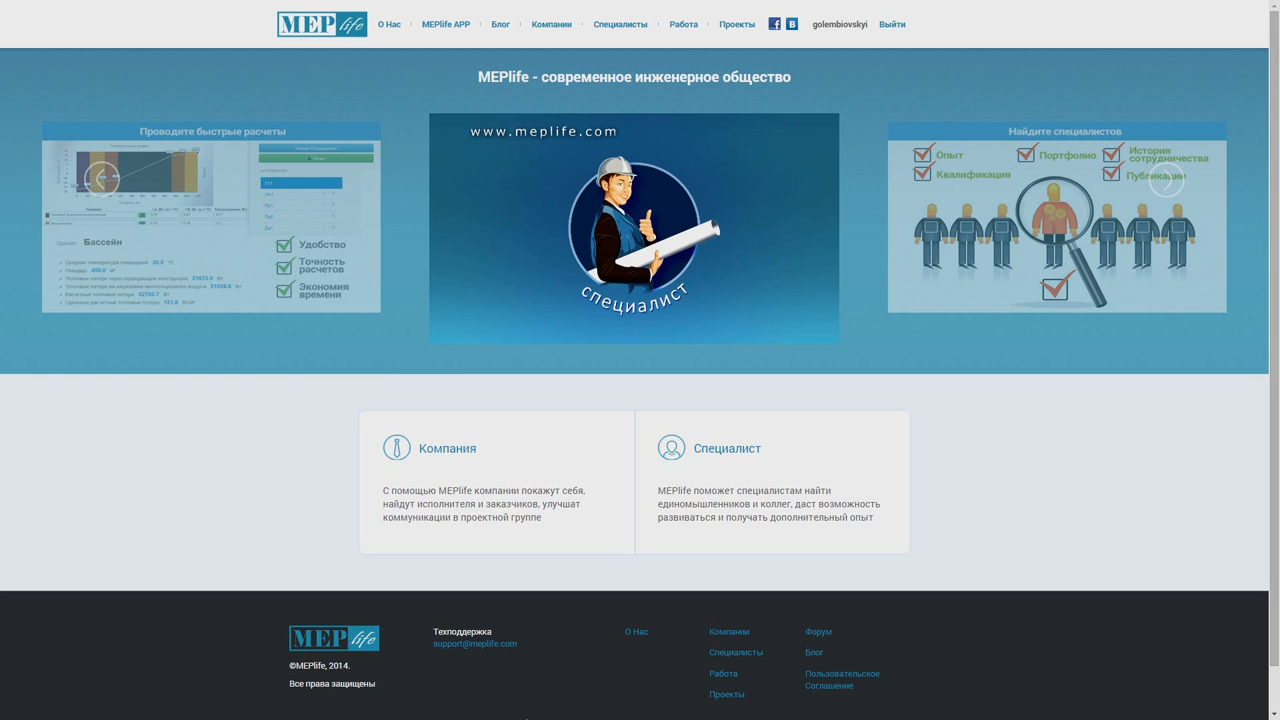 MEP life
О Нас
MEPlife APP
Блог
Компании
Специалисты
Работа
Проекты
golembiovskyi
Выйти
MEPlife - современное инженерное общество
Проводите быстрые расчеты
Бассейн
Удобство
Точность
расчетов
Экономия
времени
www.meplife.com
специалист
Найдите специалистов
Опыт
Портфолио
История
сотрудничества
Квалификация
Публикации
Компания
С помощью MEPlife компании покажут себя,
найдут исполнителя и заказчиков, улучшат
коммуникации в проектной группе
Специалист
MEPlife поможет специалистам найти
единомышленников и коллег, даст возможность
развиваться и получать дополнительный опыт
MEP life
©MEPlife, 2014.
Все права защищены
Техподдержка
support@meplife.com
О Нас
Компании
Специалисты
Работа
Проекты
Форум
Блог
Пользовательское
Соглашение